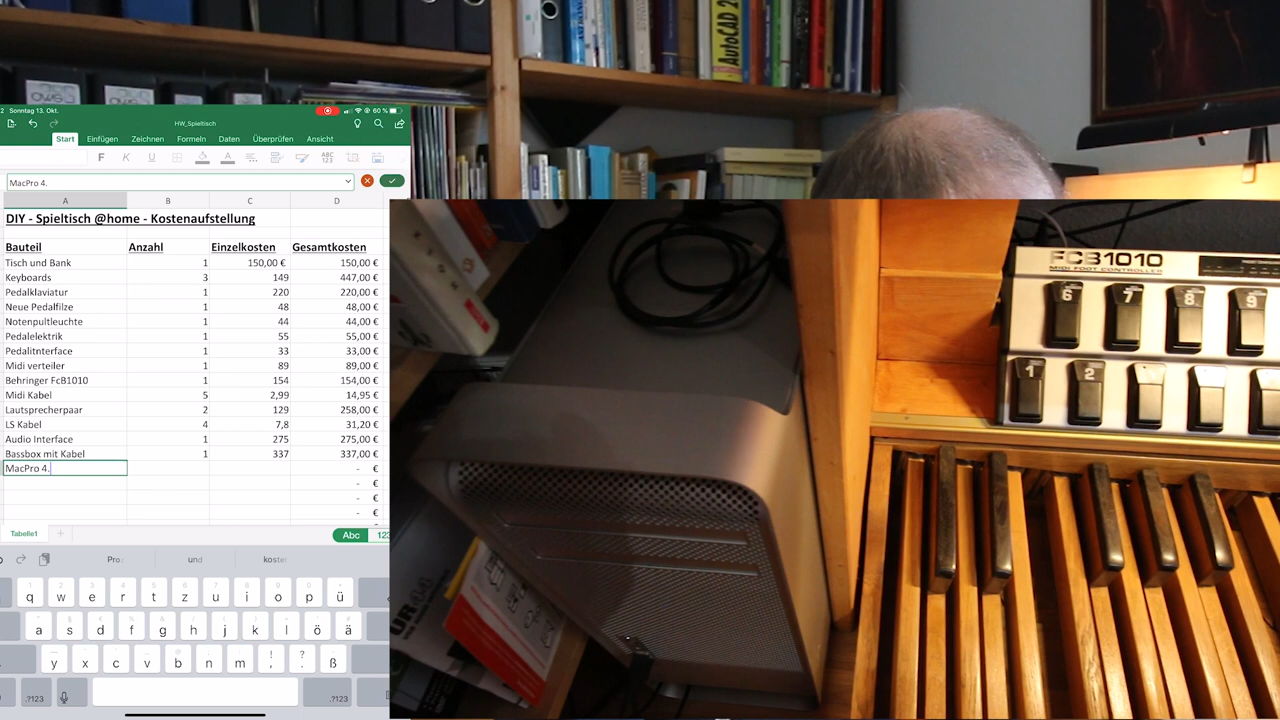 AutoCAD 2
Sonntag 13. Okt.
60 %
HW_Spieltisch
Start Einfügen Zeichnen Formeln Daten Überprüfen Ansicht
F K U A ABC 123
MacPro 4.
A B C D
DIY - Spieltisch @home - Kostenaufstellung
Bauteil Anzahl Einzelkosten Gesamtkosten
Tisch und Bank 1 150,00 € 150,00 €
Keyboards 3 149 447,00 €
Pedalklaviatur 1 220 220,00 €
Neue Pedalfilze 1 48 48,00 €
Notenpultleuchte 1 44 44,00 €
Pedalelektrik 1 55 55,00 €
Pedalitnterface 1 33 33,00 €
Midi verteiler 1 89 89,00 €
Behringer FcB1010 1 154 154,00 €
Midi Kabel 5 2,99 14,95 €
Lautsprecherpaar 2 129 258,00 €
LS Kabel 4 7,8 31,20 €
Audio Interface 1 275 275,00 €
Bassbox mit Kabel 1 337 337,00 €
MacPro 4. - €
- €
- €
- €
Tabelle1 +
Abc 123
Pro und koste
q w e r t z u i o p ü
a s d f g h j k l ö ä
y x c v b n m ! , ? . ß
.?123 .?123
FCB1010
MIDI FOOT CONTROLLER
6 7 8 9
1 2